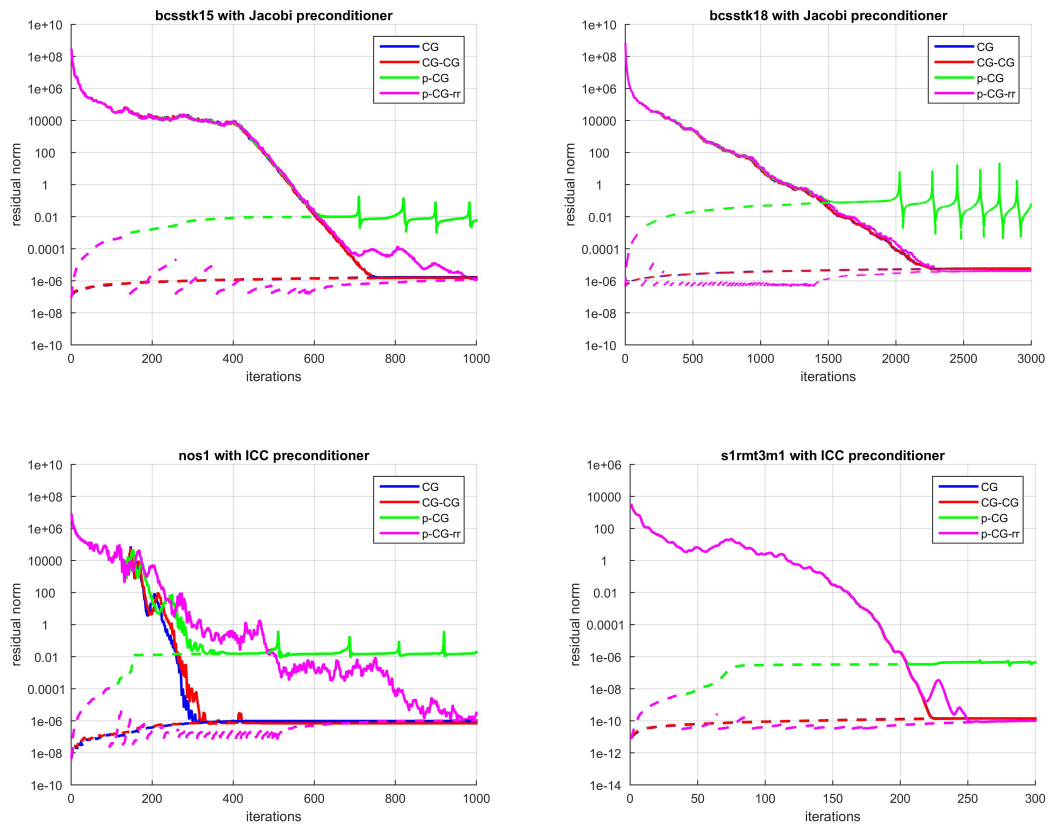 bcsstk15 with Jacobi preconditioner
1e+10
1e+08
1e+06
10000
100
1
0.01
0.0001
1e-06
1e-08
1e-10
residual norm
0 200 400 600 800 1000
iterations
CG
CG-CG
p-CG
p-CG-rr
bcsstk18 with Jacobi preconditioner
1e+10
1e+08
1e+06
10000
100
1
0.01
0.0001
1e-06
1e-08
1e-10
residual norm
0 500 1000 1500 2000 2500 3000
iterations
CG
CG-CG
p-CG
p-CG-rr
nos1 with ICC preconditioner
1e+10
1e+08
1e+06
10000
100
1
0.01
0.0001
1e-06
1e-08
1e-10
residual norm
0 200 400 600 800 1000
iterations
CG
CG-CG
p-CG
p-CG-rr
s1rmt3m1 with ICC preconditioner
1e+06
10000
100
1
0.01
0.0001
1e-06
1e-08
1e-10
1e-12
1e-14
residual norm
0 50 100 150 200 250 300
iterations
CG
CG-CG
p-CG
p-CG-rr